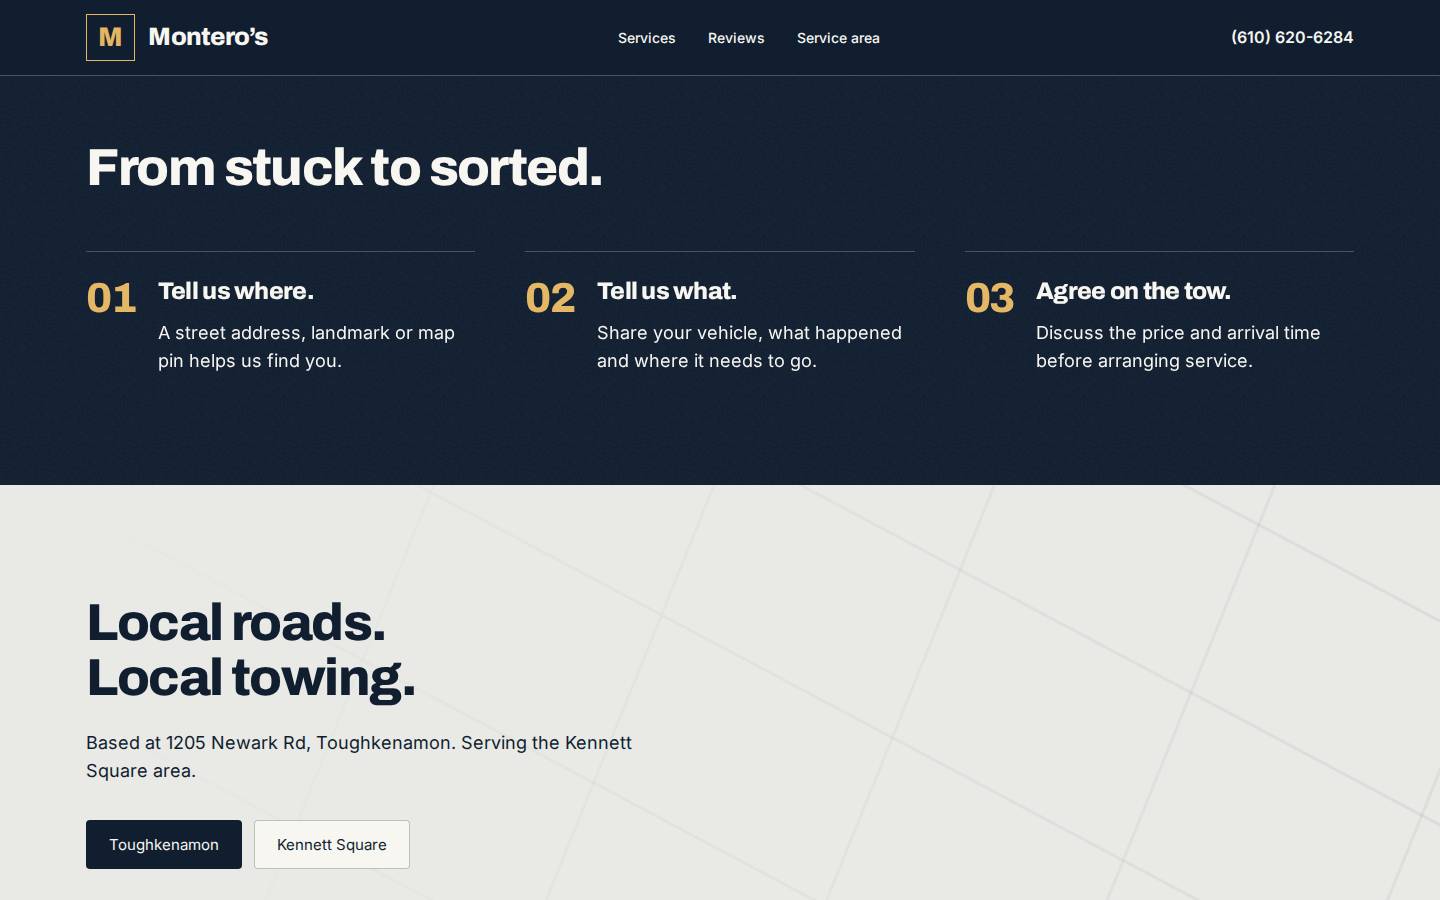 M Montero’s
Services Reviews Service area
(610) 620-6284
From stuck to sorted.
01 Tell us where.
A street address, landmark or map
pin helps us find you.
02 Tell us what.
Share your vehicle, what happened
and where it needs to go.
03 Agree on the tow.
Discuss the price and arrival time
before arranging service.
Local roads.
Local towing.
Based at 1205 Newark Rd, Toughkenamon. Serving the Kennett
Square area.
Toughkenamon Kennett Square